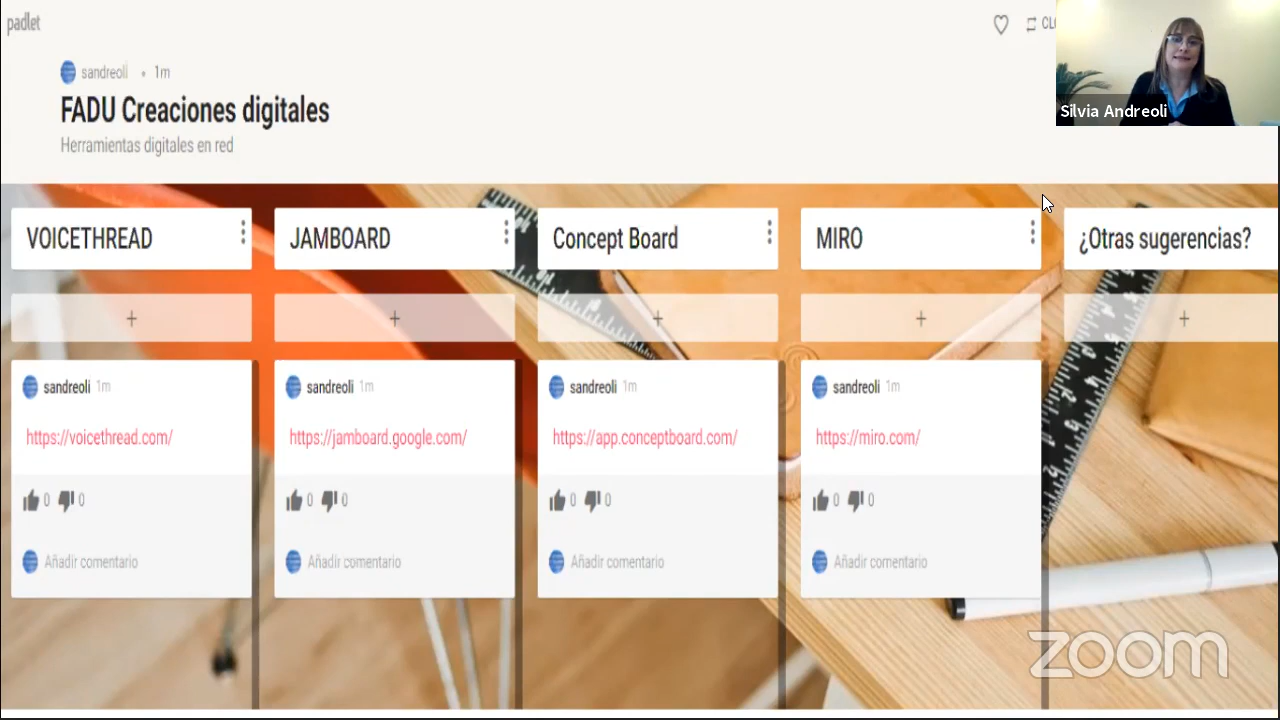 padlet
CLO
Silvia Andreoli
sandreoli • 1m
FADU Creaciones digitales
Herramientas digitales en red
VOICETHREAD
JAMBOARD
Concept Board
MIRO
¿Otras sugerencias?
+
+
+
+
+
sandreoli 1m
https://voicethread.com/
0 0
Añadir comentario
sandreoli 1m
https://jamboard.google.com/
0 0
Añadir comentario
sandreoli 1m
https://app.conceptboard.com/
0 0
Añadir comentario
sandreoli 1m
https://miro.com/
0 0
Añadir comentario
zoom